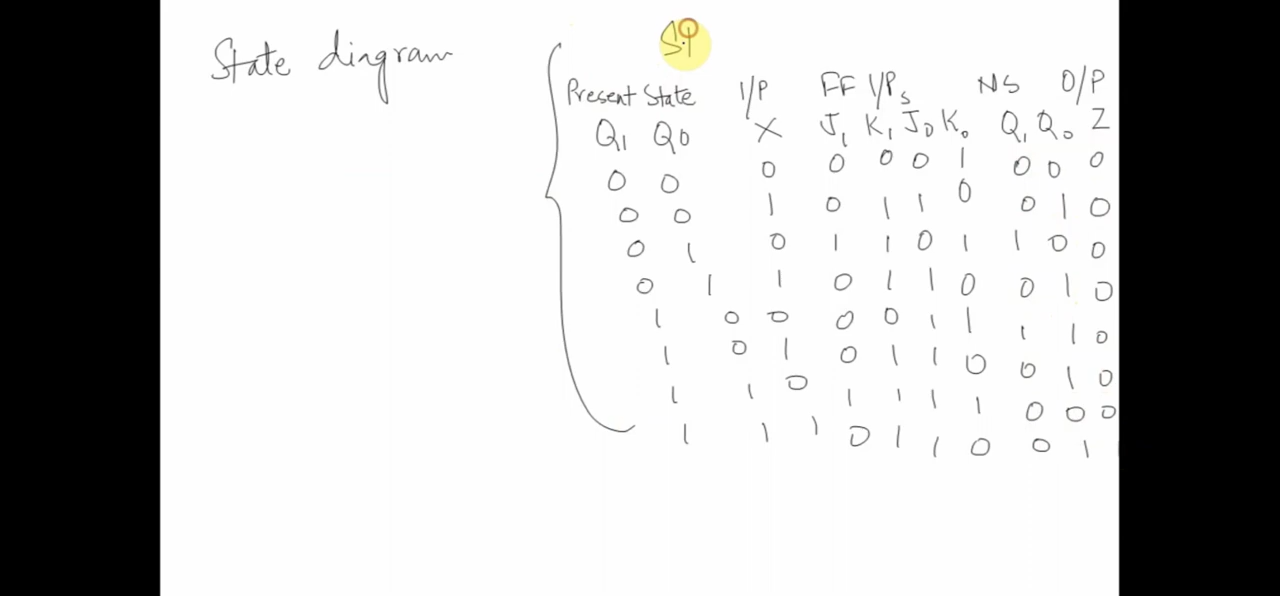 State diagram
Present State I/P FF I/Ps NS O/P
Q1 Q0 X J1 K1 J0 K0 Q1 Q0 Z
0 0 0 0 0 0 1 0 0 0
0 0 1 0 1 1 0 0 1 0
0 1 0 1 1 0 1 1 0 0
0 1 1 0 1 1 0 0 1 0
1 0 0 0 0 1 1 1 1 0
1 0 1 0 1 1 0 0 1 0
1 1 0 1 1 1 1 0 0 0
1 1 1 0 1 1 0 0 1